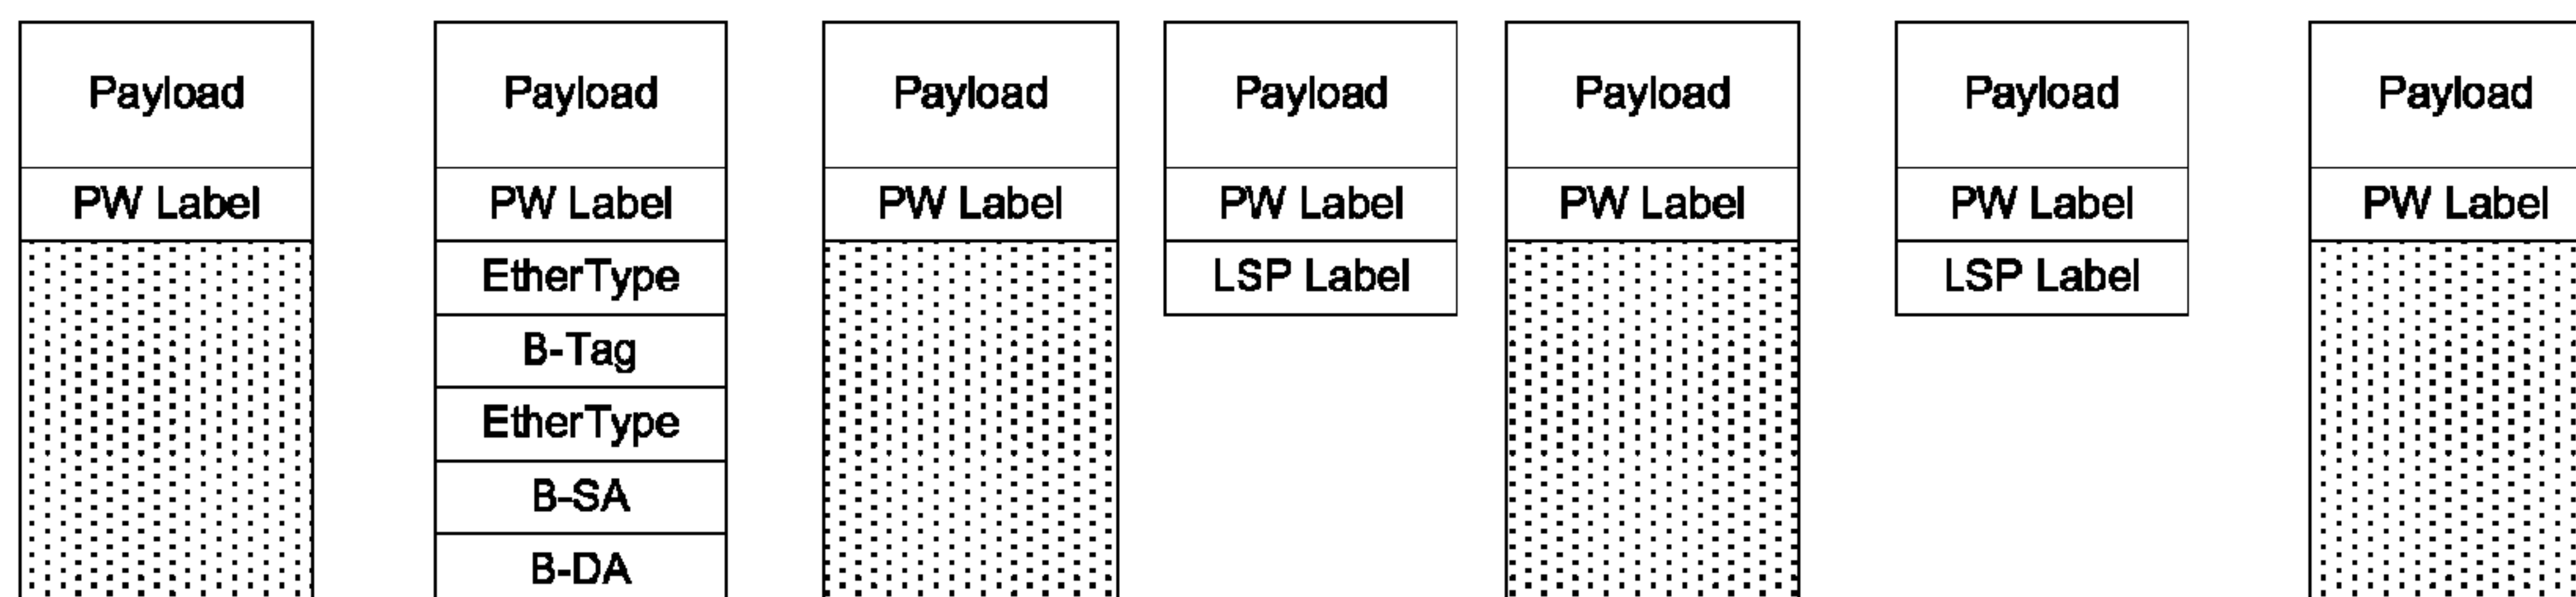 Payload Payload Payload Payload Payload Payload Payload
PW Label PW Label PW Label PW Label PW Label PW Label PW Label
EtherType LSP Label LSP Label
B-Tag
EtherType
B-SA
B-DA